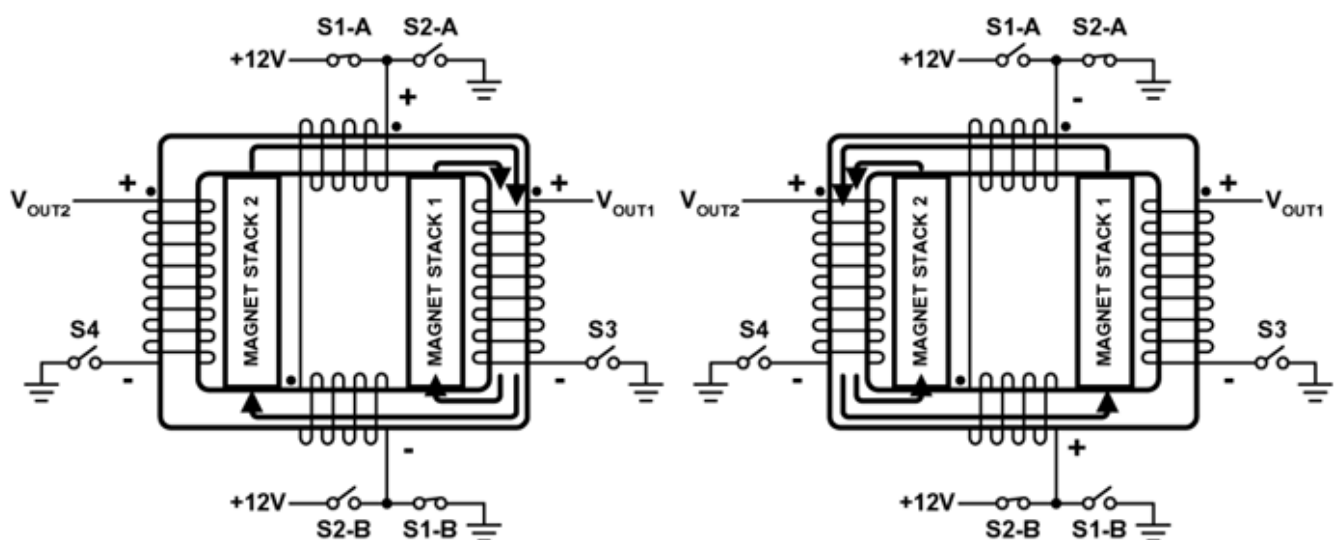 S1-A S2-A
+12V
+
+
+
V_OUT2
V_OUT1
MAGNET STACK 2
MAGNET STACK 1
S4
S3
-
-
-
+12V
S2-B S1-B
S1-A S2-A
+12V
-
+
+
V_OUT2
V_OUT1
MAGNET STACK 2
MAGNET STACK 1
S4
S3
-
-
+
+12V
S2-B S1-B